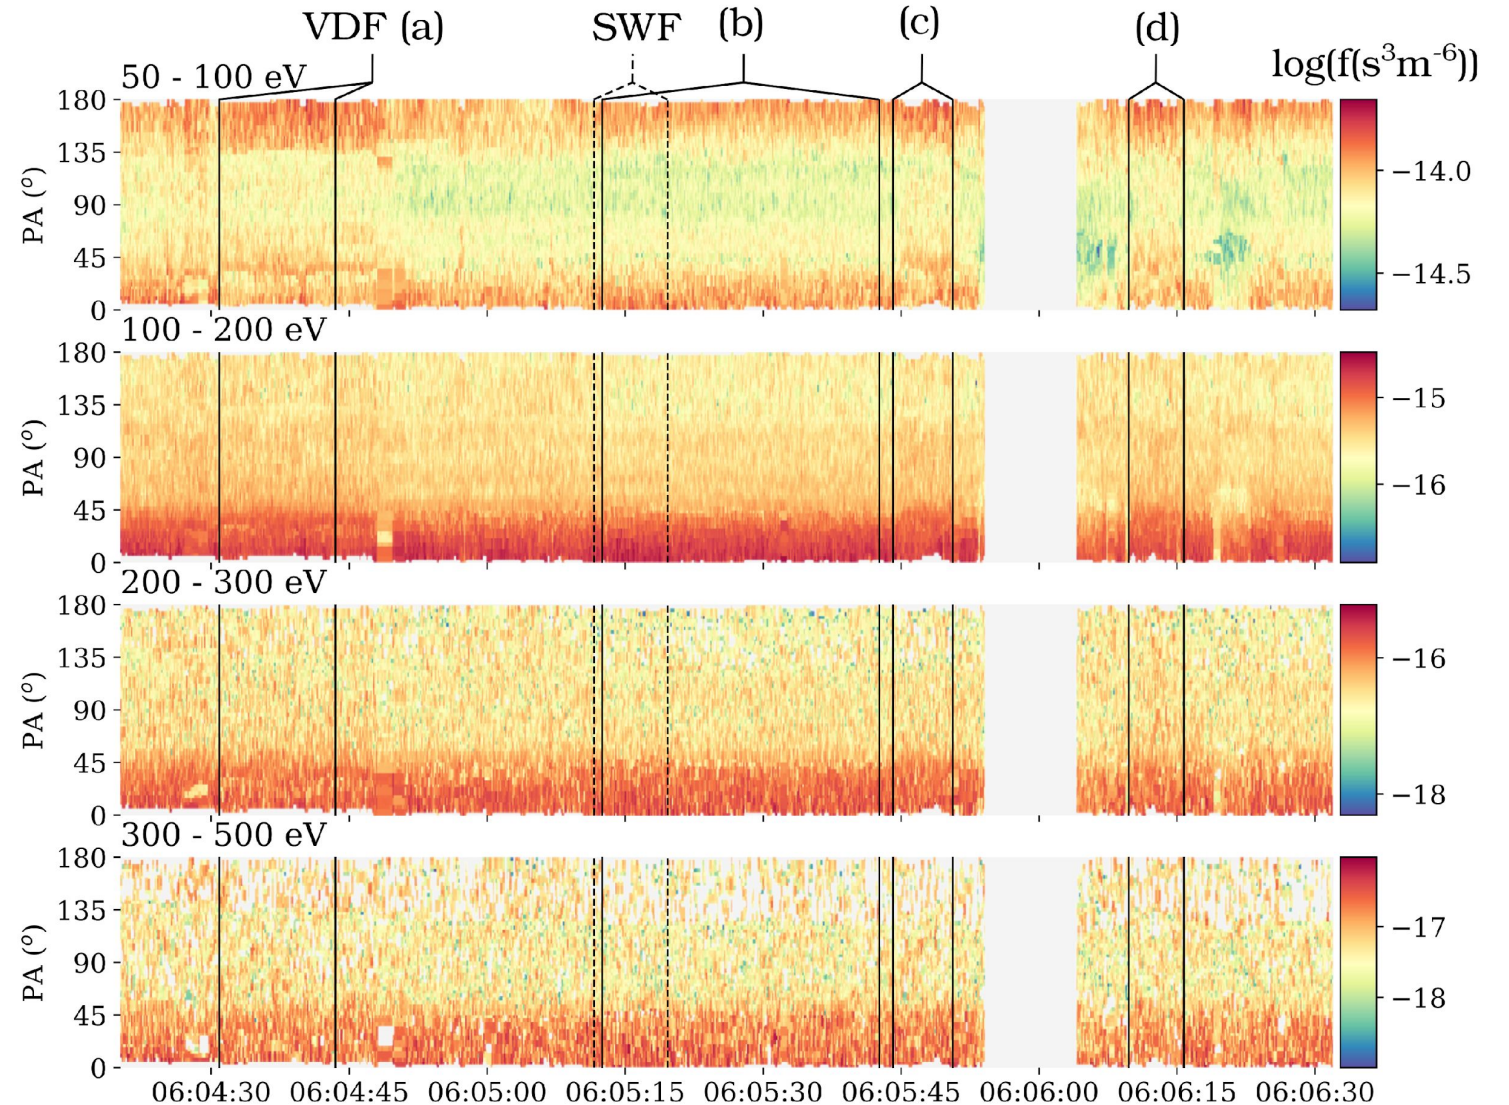 VDF (a) SWF (b) (c) (d)
log(f(s³m⁻⁶))
50 - 100 eV
180
135
90
45
0
PA (°)
−14.0
−14.5
100 - 200 eV
180
135
90
45
0
PA (°)
−15
−16
200 - 300 eV
180
135
90
45
0
PA (°)
−16
−18
300 - 500 eV
180
135
90
45
0
PA (°)
−17
−18
06:04:30 06:04:45 06:05:00 06:05:15 06:05:30 06:05:45 06:06:00 06:06:15 06:06:30